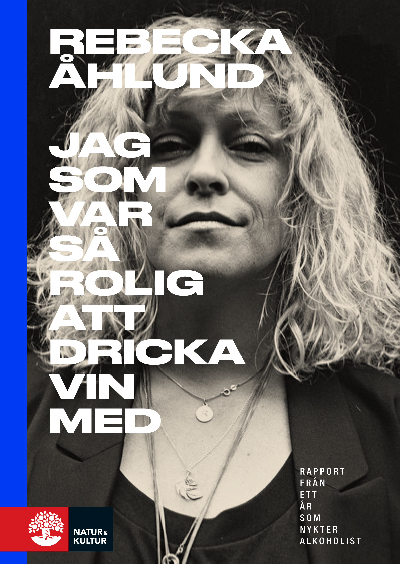 REBECKA
ÅHLUND
JAG
SOM
VAR
SÅ
ROLIG
ATT
DRICKA
VIN
MED
RAPPORT
FRÅN
ETT
ÅR
SOM
NYKTER
ALKOHOLIST
NATUR &
KULTUR